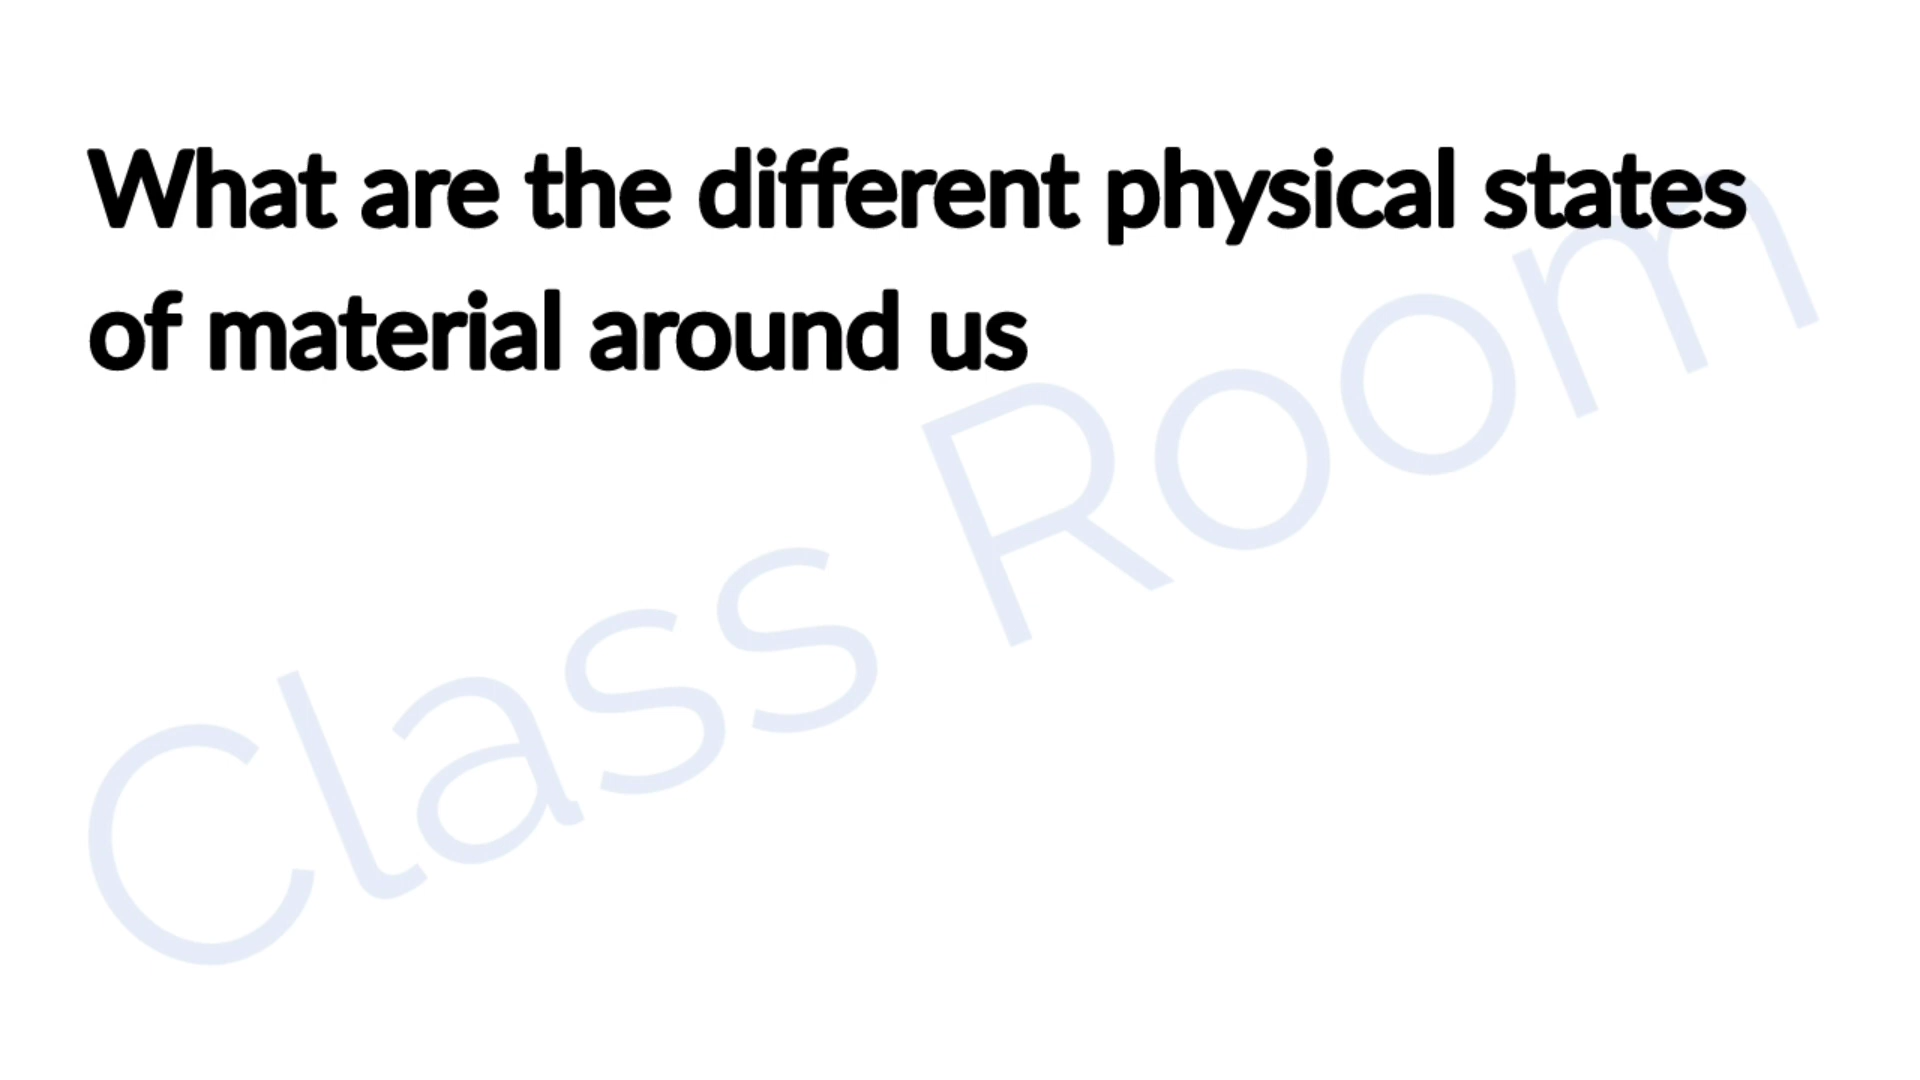 What are the different physical states
of material around us
Class Room